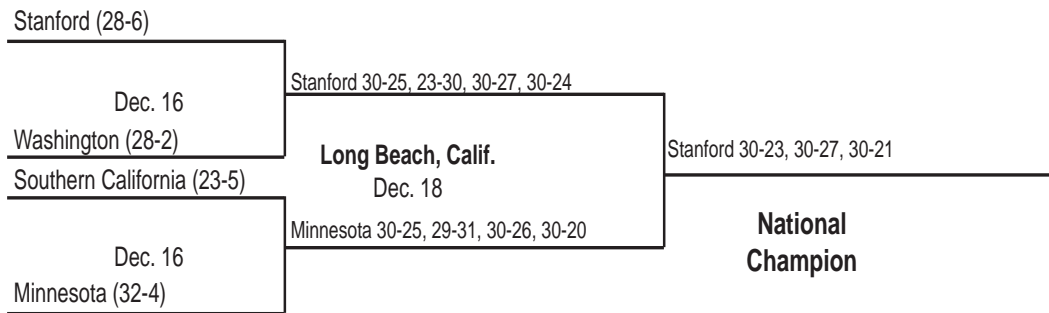 Stanford (28-6)
Stanford 30-25, 23-30, 30-27, 30-24
Dec. 16
Washington (28-2)
Long Beach, Calif.
Dec. 18
Stanford 30-23, 30-27, 30-21
Southern California (23-5)
Minnesota 30-25, 29-31, 30-26, 30-20
Dec. 16
Minnesota (32-4)
National
Champion